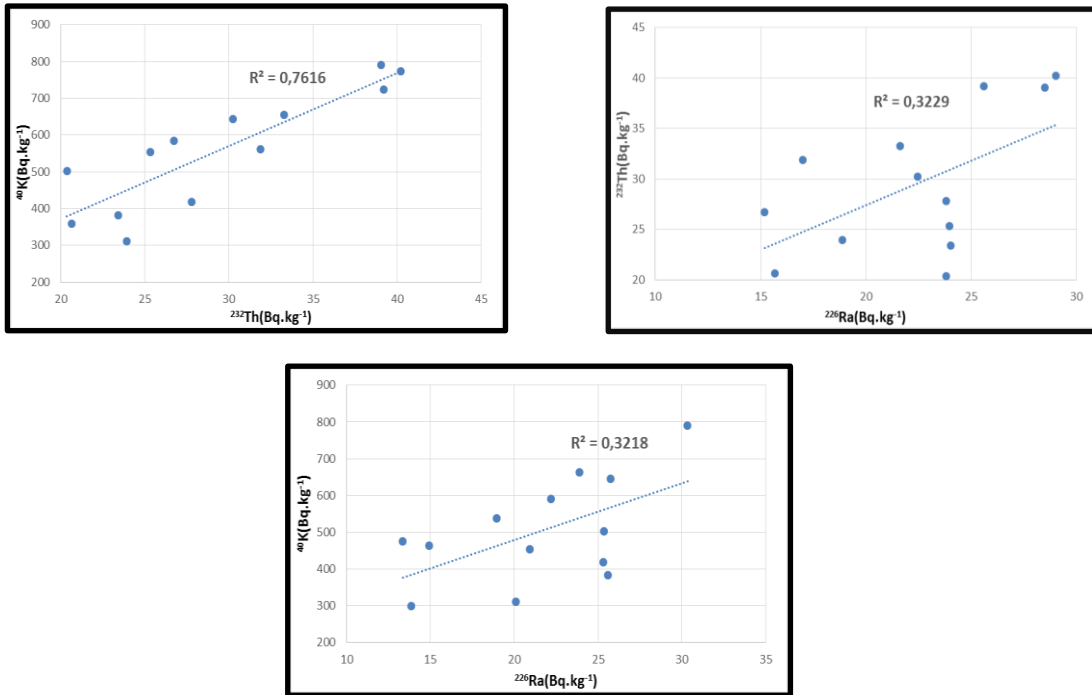 900
800
700
600
500
400
300
200
⁴⁰K(Bq.kg⁻¹)
R² = 0,7616
20 25 30 35 40 45
²³²Th(Bq.kg⁻¹)
45
40
35
30
25
20
²³²Th(Bq.kg⁻¹)
R² = 0,3229
10 15 20 25 30
²²⁶Ra(Bq.kg⁻¹)
900
800
700
600
500
400
300
200
⁴⁰K(Bq.kg⁻¹)
R² = 0,3218
10 15 20 25 30 35
²²⁶Ra(Bq.kg⁻¹)